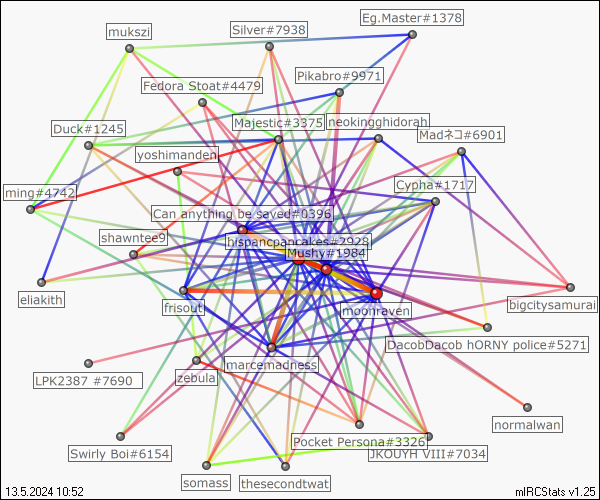 Eg.Master#1378
Silver#7938
mukszi
Pikabro#9971
Fedora Stoat#4479
Majestic#3375
neokingghidorah
Duck#1245
Madネコ#6901
yoshimanden
Cypha#1717
ming#4742
Can anything be saved#0396
shawntee9
hispancpancakes#2928
Mushy#1984
eliakith
frisout
moonraven
bigcitysamurai
DacobDacob hORNY police#5271
marcemadness
zebula
LPK2387 #7690
normalwan
Pocket Persona#3326
Swirly Boi#6154
JKOUYH VIII#7034
somass
thesecondtwat
13.5.2024 10:52
mIRCStats v1.25